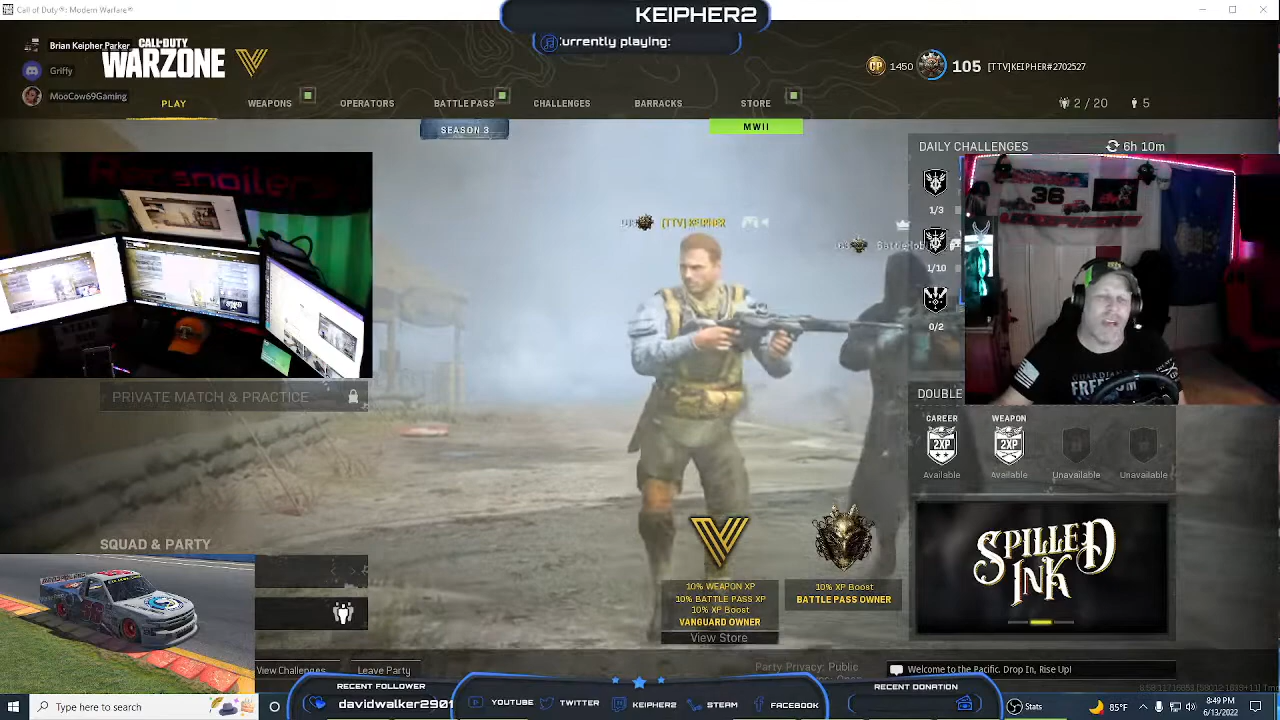 Call of Duty®: Modern Warfare®
KEIPHER2
Currently playing:
Brian Keipher Parker
Griffy
MooCow69Gaming
CALL OF DUTY
WARZONE
1450
105
[TTV]KEIPHER#2702527
PLAY
WEAPONS
OPERATORS
BATTLE PASS
CHALLENGES
BARRACKS
STORE
2 / 20
5
SEASON 3
MWII
DAILY CHALLENGES
6h 10m
1/3
1/10
0/2
[TTV]KEIPHER
36
FREEDOM
PRIVATE MATCH & PRACTICE
DOUBLE
CAREER
WEAPON
2XP
2XP
Available
Available
Unavailable
Unavailable
SPILLED
INK
SQUAD & PARTY
10% WEAPON XP
10% BATTLE PASS XP
10% XP Boost
VANGUARD OWNER
View Store
10% XP Boost
BATTLE PASS OWNER
View Challenges
Leave Party
Party Privacy: Public
Welcome to the Pacific. Drop In, Rise Up!
RECENT FOLLOWER
davidwalker2901
YOUTUBE
TWITTER
KEIPHER2
STEAM
FACEBOOK
RECENT DONATION
Type here to search
Stats
85°F
8:49 PM
6/13/2022